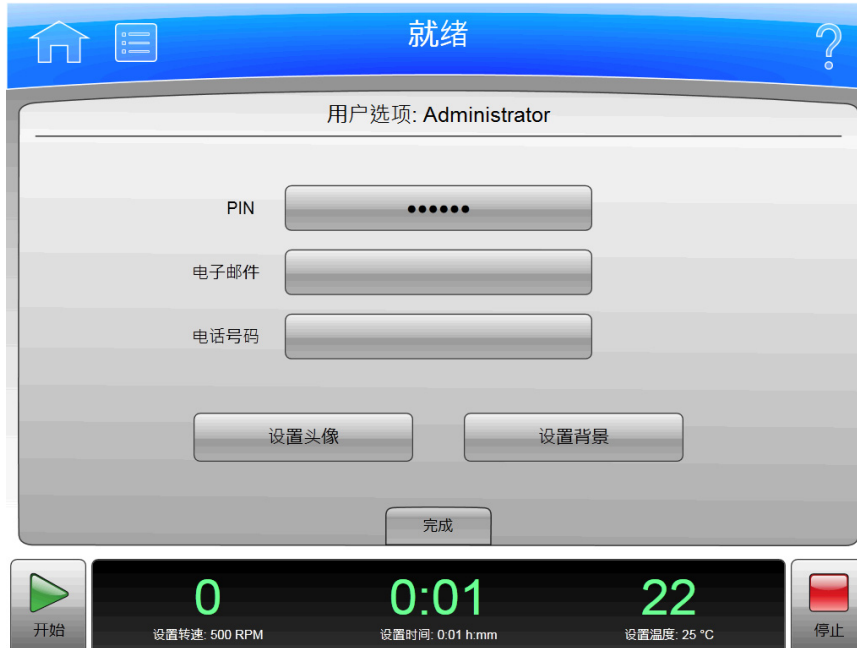 就绪
?
用户选项: Administrator
PIN ••••••
电子邮件
电话号码
设置头像 设置背景
完成
0 0:01 22
开始 设置转速: 500 RPM 设置时间: 0:01 h:mm 设置温度: 25 °C 停止